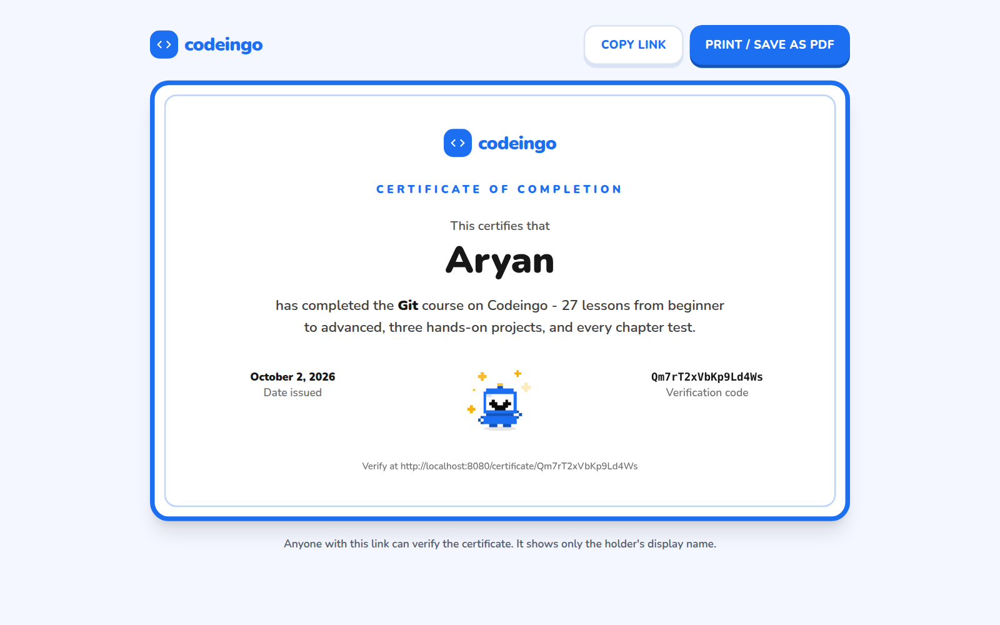 codeingo
COPY LINK
PRINT / SAVE AS PDF
codeingo
CERTIFICATE OF COMPLETION
This certifies that
Aryan
has completed the Git course on Codeingo - 27 lessons from beginner
to advanced, three hands-on projects, and every chapter test.
October 2, 2026
Date issued
Qm7rT2xVbKp9Ld4Ws
Verification code
Verify at http://localhost:8080/certificate/Qm7rT2xVbKp9Ld4Ws
Anyone with this link can verify the certificate. It shows only the holder's display name.